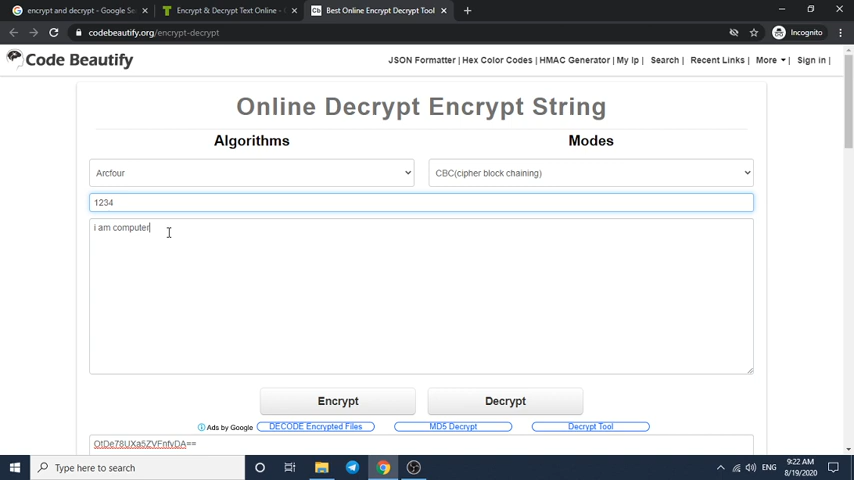 encrypt and decrypt - Google Se
Encrypt & Decrypt Text Online -
Cb
Best Online Encrypt Decrypt Tool
codebeautify.org/encrypt-decrypt
Incognito
Code Beautify
JSON Formatter | Hex Color Codes | HMAC Generator | My Ip | Search | Recent Links | More | Sign in |
Online Decrypt Encrypt String
Algorithms
Modes
Arcfour
CBC(cipher block chaining)
1234
i am computer
Encrypt
Decrypt
Ads by Google
DECODE Encrypted Files
MD5 Decrypt
Decrypt Tool
OtDe78UXa5ZVFnfvDA==
Type here to search
ENG
9:22 AM
8/19/2020